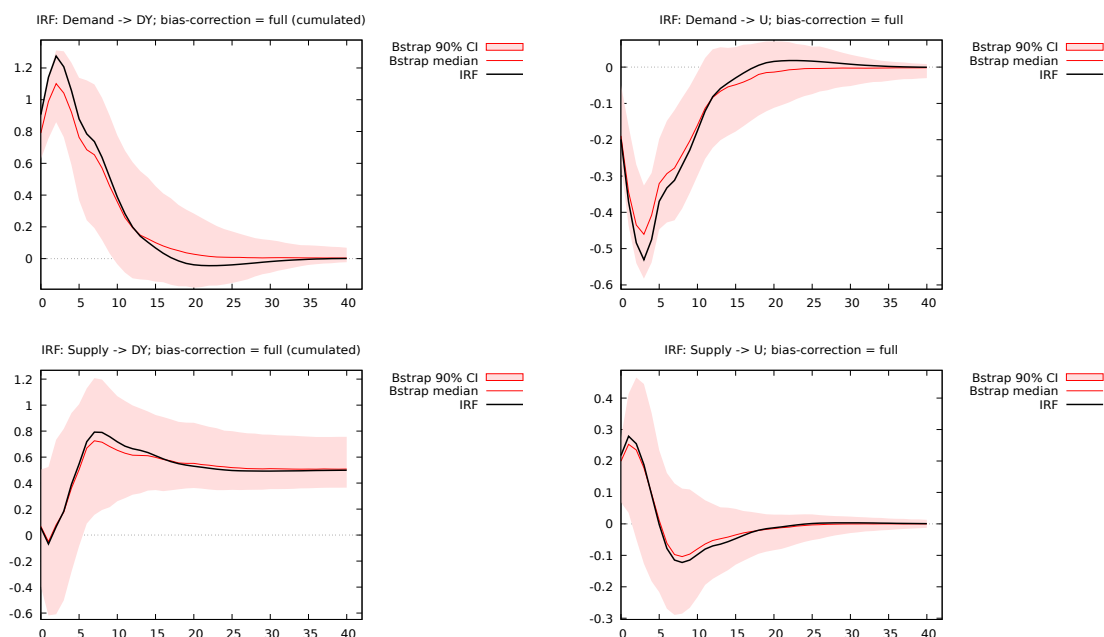 IRF: Demand -> DY; bias-correction = full (cumulated)
Bstrap 90% CI
Bstrap median
IRF
1.2
1
0.8
0.6
0.4
0.2
0
0 5 10 15 20 25 30 35 40
IRF: Demand -> U; bias-correction = full
Bstrap 90% CI
Bstrap median
IRF
0
-0.1
-0.2
-0.3
-0.4
-0.5
-0.6
0 5 10 15 20 25 30 35 40
IRF: Supply -> DY; bias-correction = full (cumulated)
Bstrap 90% CI
Bstrap median
IRF
1.2
1
0.8
0.6
0.4
0.2
0
-0.2
-0.4
-0.6
0 5 10 15 20 25 30 35 40
IRF: Supply -> U; bias-correction = full
Bstrap 90% CI
Bstrap median
IRF
0.4
0.3
0.2
0.1
0
-0.1
-0.2
-0.3
0 5 10 15 20 25 30 35 40